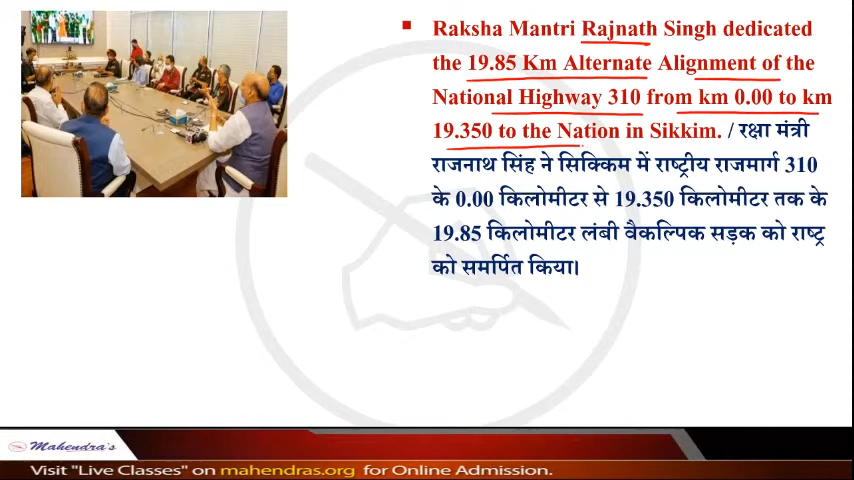 Raksha Mantri Rajnath Singh dedicated
the 19.85 Km Alternate Alignment of the
National Highway 310 from km 0.00 to km
19.350 to the Nation in Sikkim. / रक्षा मंत्री
राजनाथ सिंह ने सिक्किम में राष्ट्रीय राजमार्ग 310
के 0.00 किलोमीटर से 19.350 किलोमीटर तक के
19.85 किलोमीटर लंबी वैकल्पिक सड़क को राष्ट्र
को समर्पित किया।
Mahendra's
Visit "Live Classes" on mahendras.org for Online Admission.